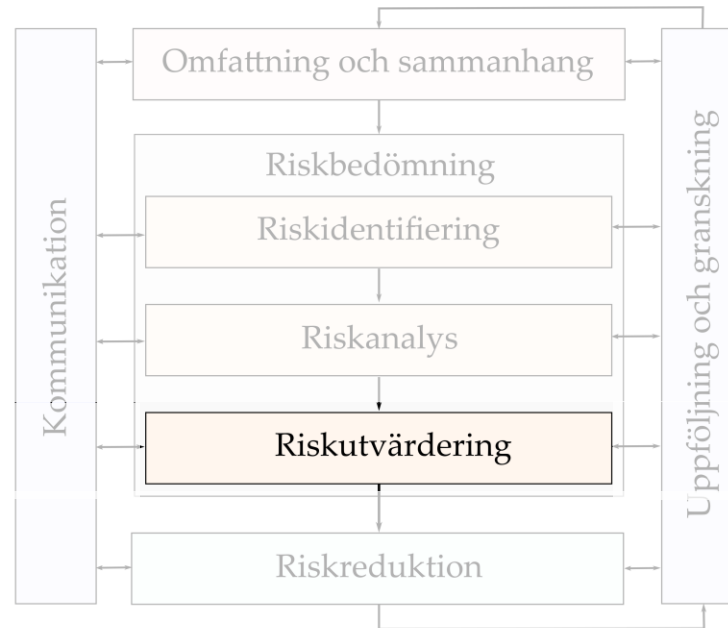 Omfattning och sammanhang
Kommunikation
Riskbedömning
Riskidentifiering
Riskanalys
Riskutvärdering
Riskreduktion
Uppföljning och granskning